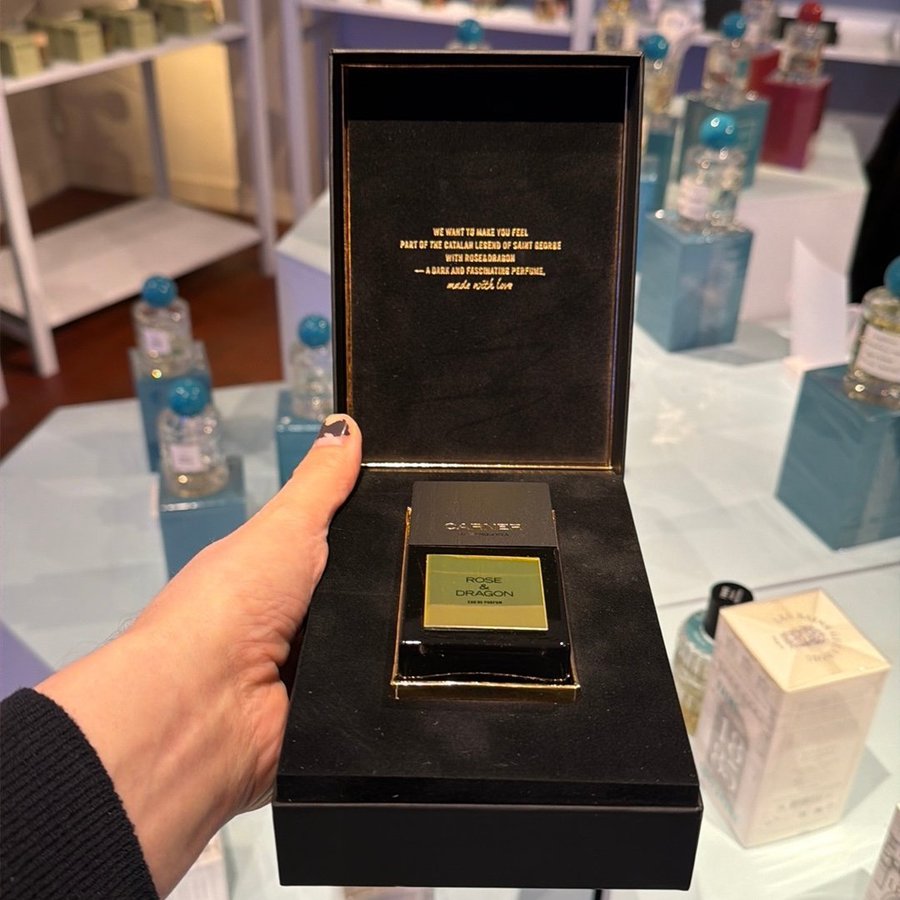 WE WANT TO MAKE YOU FEEL
PART OF THE CATALAN LEGEND OF SAINT GEORGE
WITH ROSE&DRAGON
— A DARK AND FASCINATING PERFUME,
made with love
CARNER
ROSE
&
DRAGON
EAU DE PARFUM